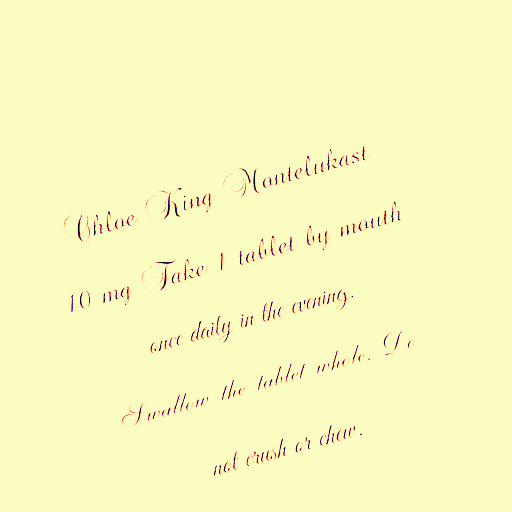 Chloe King Montelukast
10 mg Take 1 tablet by mouth
once daily in the evening.
Swallow the tablet whole. Do
not crush or chew.